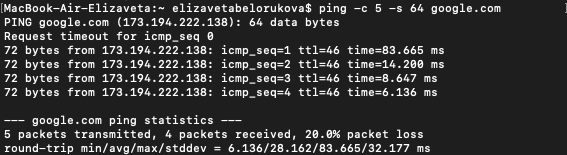 [MacBook-Air-Elizaveta:~ elizavetabelorukova$ ping -c 5 -s 64 google.com
PING google.com (173.194.222.138): 64 data bytes
Request timeout for icmp_seq 0
72 bytes from 173.194.222.138: icmp_seq=1 ttl=46 time=83.665 ms
72 bytes from 173.194.222.138: icmp_seq=2 ttl=46 time=14.200 ms
72 bytes from 173.194.222.138: icmp_seq=3 ttl=46 time=8.647 ms
72 bytes from 173.194.222.138: icmp_seq=4 ttl=46 time=6.136 ms

--- google.com ping statistics ---
5 packets transmitted, 4 packets received, 20.0% packet loss
round-trip min/avg/max/stddev = 6.136/28.162/83.665/32.177 ms